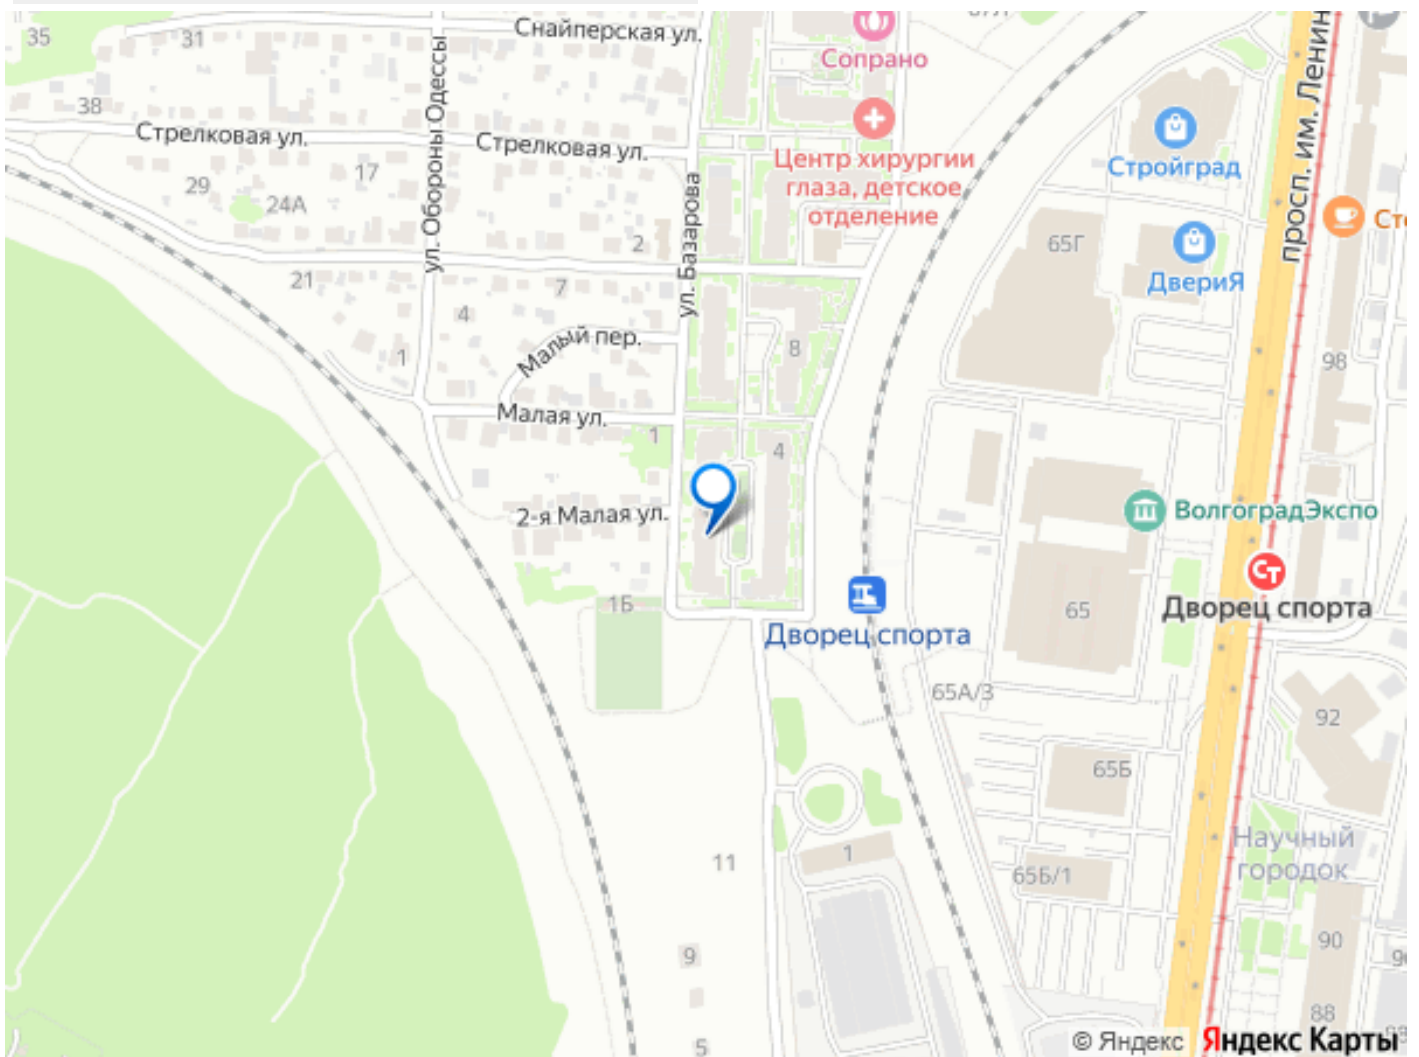 35
31
Снайперская ул.
Сопрано
просп. им. Ленин
38
Стрелковая ул.
ул. Обороны Одессы
Стрелковая ул.
Центр хирургии
глаза, детское
отделение
Стройград
17
29
24А
ул. Базарова
2
65Г
ДвериЯ
21
7
4
Малый пер.
8
1
98
Малая ул.
1
4
2-я Малая ул.
ВолгоградЭкспо
СТ
Дворец спорта
1Б
65
Дворец спорта
65А/3
92
65Б
Научный
городок
11
1
65Б/1
90
9
88
5
© Яндекс
Яндекс Карты